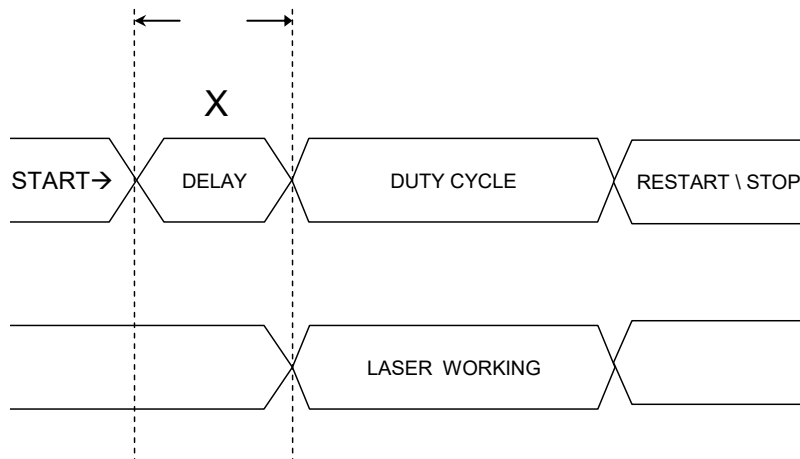 X
START→ DELAY DUTY CYCLE RESTART \ STOP
LASER WORKING